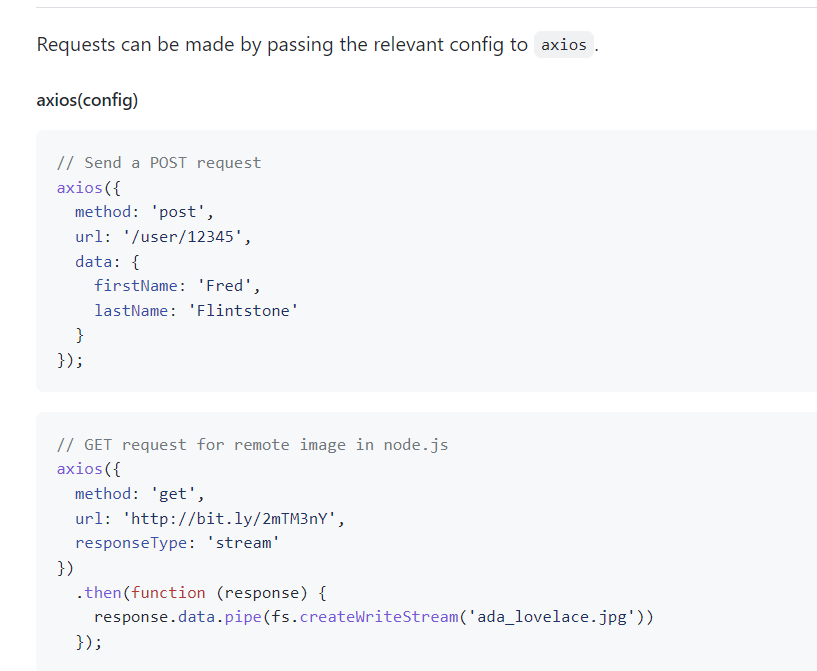 Requests can be made by passing the relevant config to axios.
axios(config)
// Send a POST request
axios({
  method: 'post',
  url: '/user/12345',
  data: {
    firstName: 'Fred',
    lastName: 'Flintstone'
  }
});
// GET request for remote image in node.js
axios({
  method: 'get',
  url: 'http://bit.ly/2mTM3nY',
  responseType: 'stream'
})
  .then(function (response) {
    response.data.pipe(fs.createWriteStream('ada_lovelace.jpg'))
  });